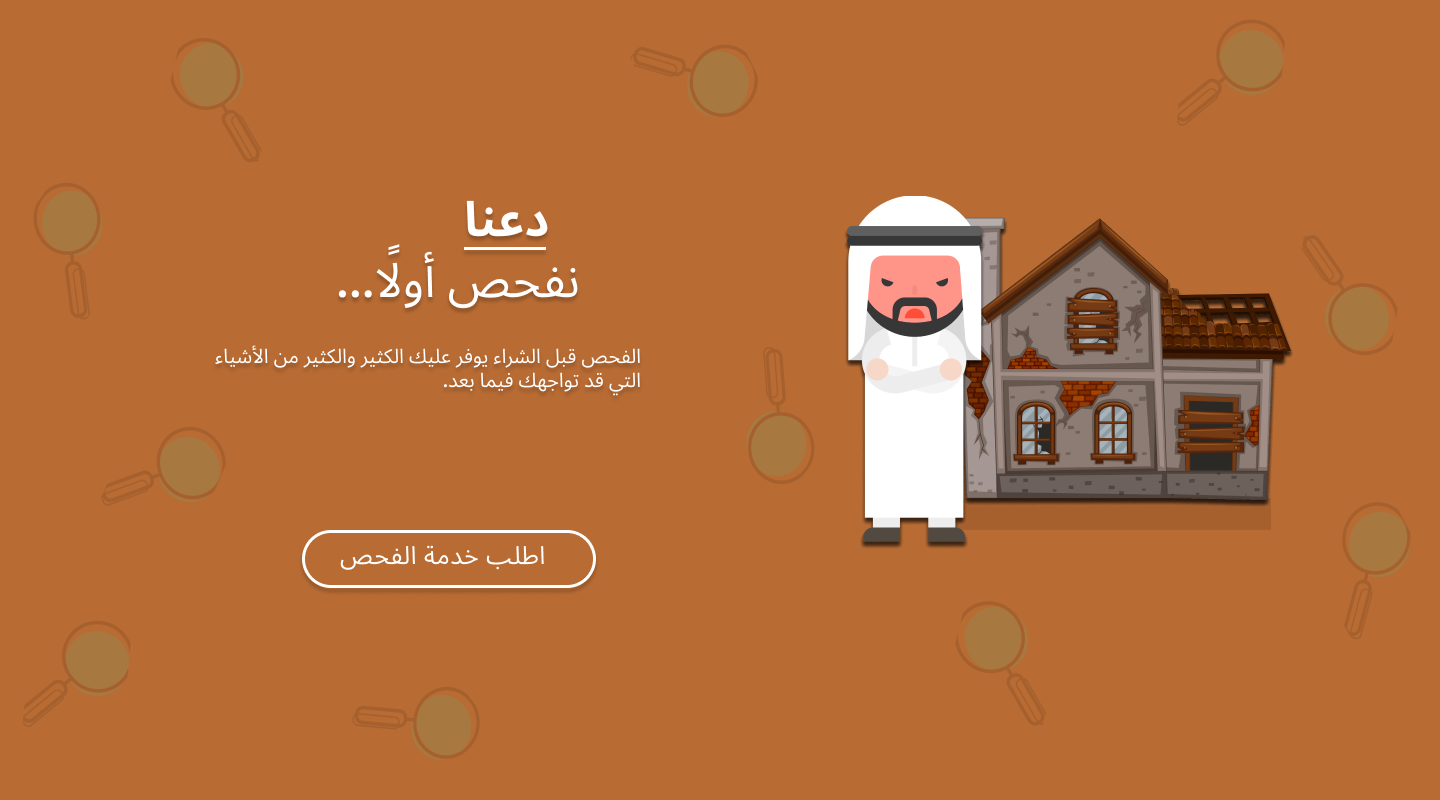 دعنا
نفحص أولًا...
الفحص قبل الشراء يوفر عليك الكثير والكثير من الأشياء
التي قد تواجهك فيما بعد.
اطلب خدمة الفحص